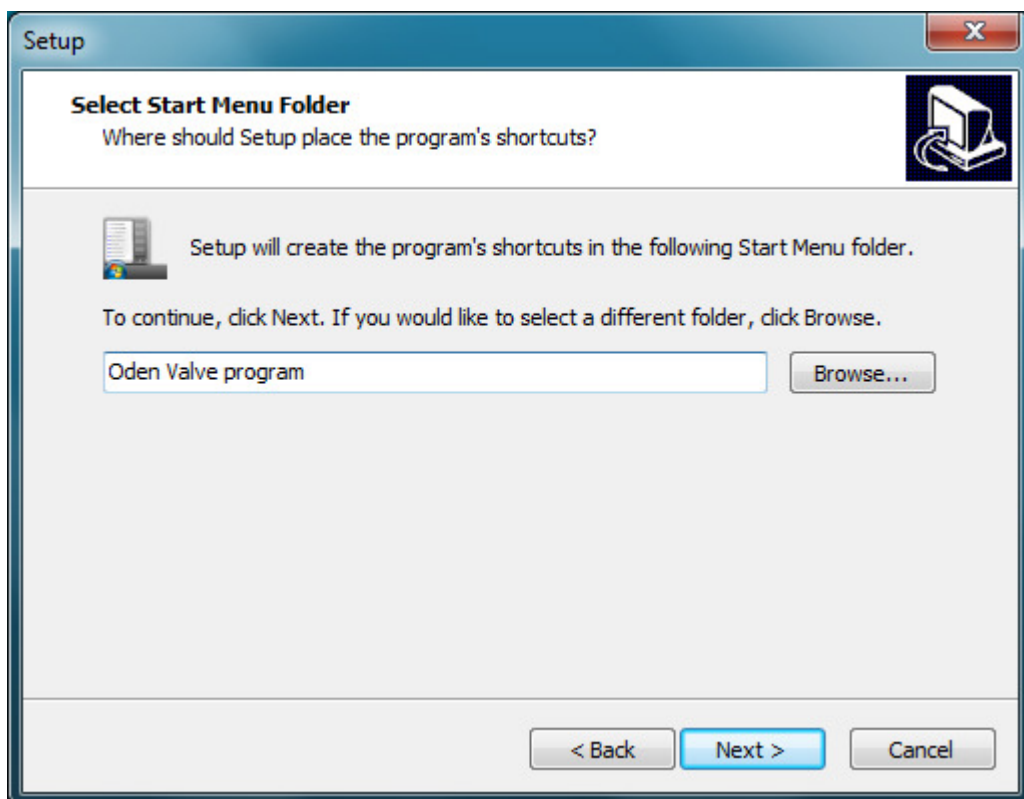 Setup
Select Start Menu Folder
Where should Setup place the program's shortcuts?
Setup will create the program's shortcuts in the following Start Menu folder.
To continue, click Next. If you would like to select a different folder, click Browse.
Oden Valve program
Browse...
< Back
Next >
Cancel